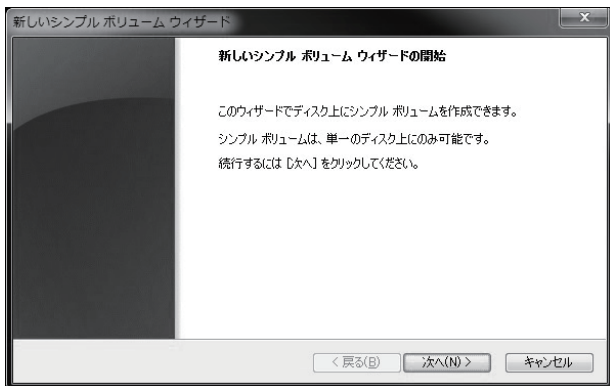 新しいシンプル ボリューム ウィザード
新しいシンプル ボリューム ウィザードの開始
このウィザードでディスク上にシンプル ボリュームを作成できます。
シンプル ボリュームは、単一のディスク上にのみ可能です。
続行するには [次へ] をクリックしてください。
< 戻る(B) 次へ(N) > キャンセル